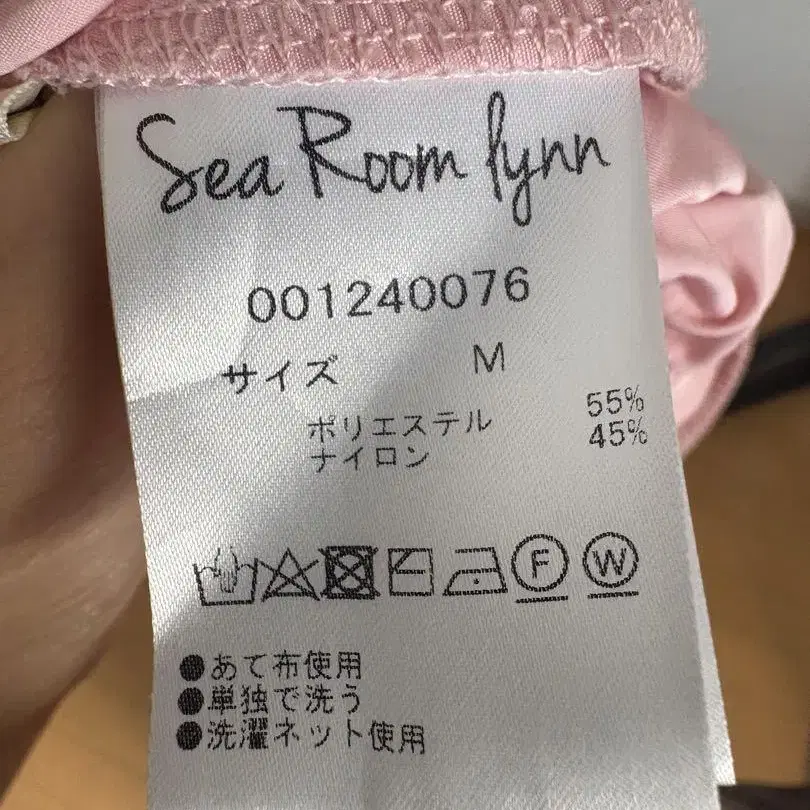 Sea Room lynn
001240076
サイズ M
ポリエステル 55%
ナイロン 45%
F W
●あて布使用
●単独で洗う
●洗濯ネット使用